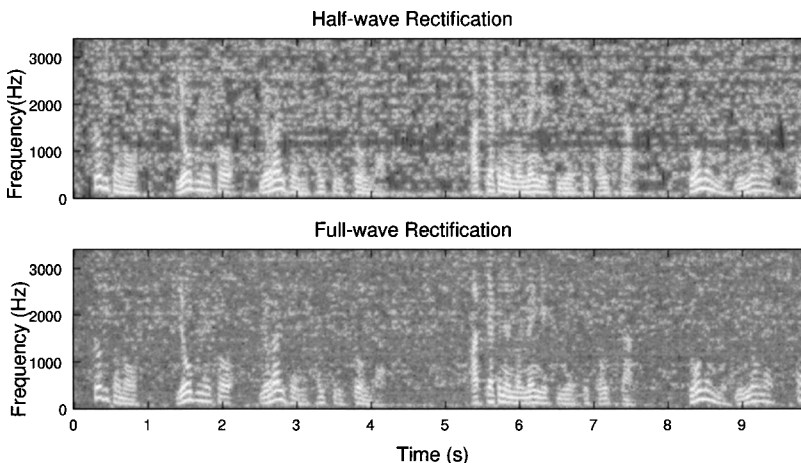 Half-wave Rectification
Frequency(Hz)
3000
2000
1000
0
Full-wave Rectification
Frequency (Hz)
3000
2000
1000
0
0 1 2 3 4 5 6 7 8 9
Time (s)